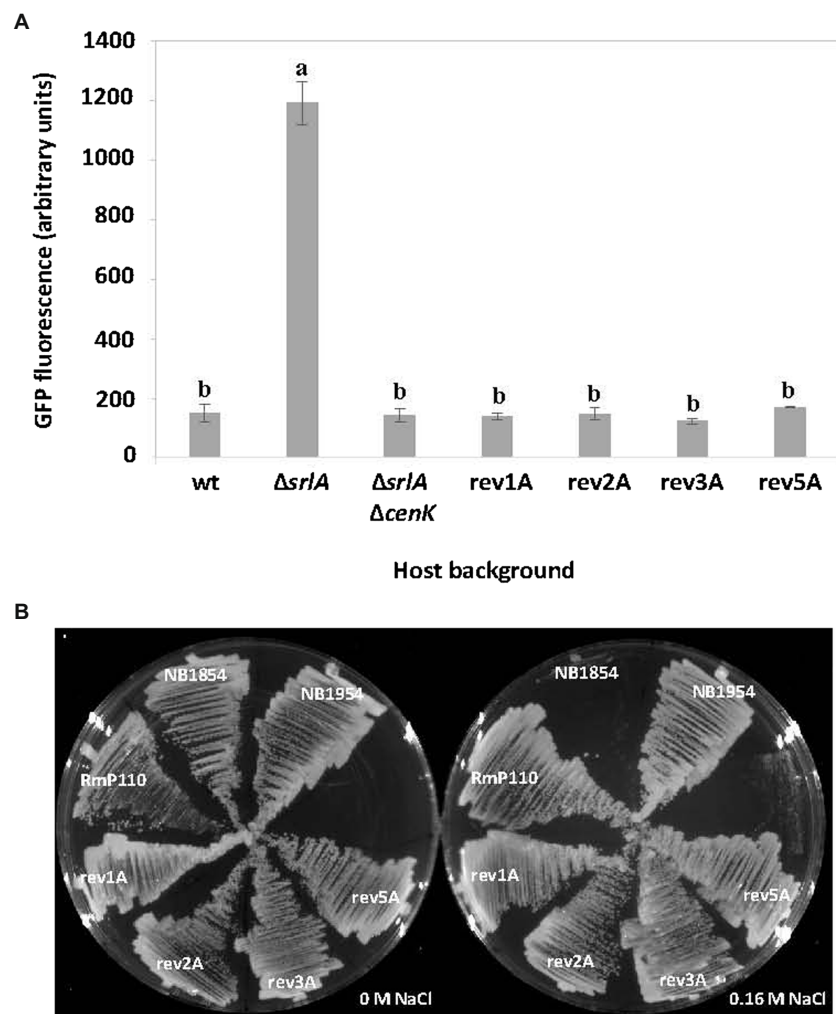 A
1400
1200
1000
800
600
400
200
0
GFP fluorescence (arbitrary units)
a
b
b
b
b
b
b
wt
ΔsrlA
ΔsrlA
ΔcenK
rev1A
rev2A
rev3A
rev5A
Host background
B
NB1854
NB1954
RmP110
rev1A
rev5A
rev2A
rev3A
0 M NaCl
NB1854
NB1954
RmP110
rev1A
rev5A
rev2A
rev3A
0.16 M NaCl